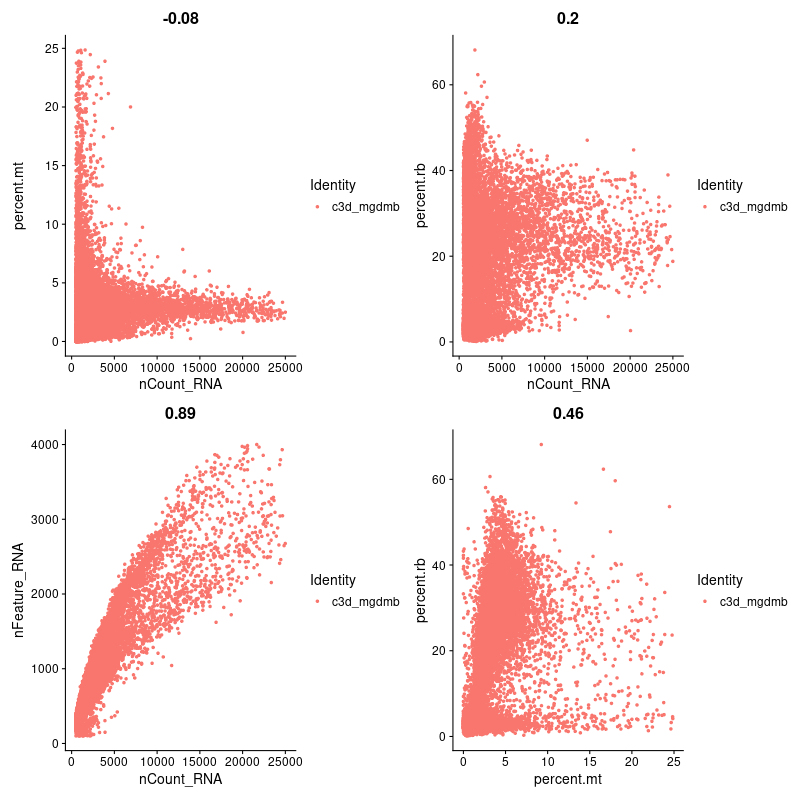 -0.08
percent.mt
25
20
15
10
5
0
0 5000 10000 15000 20000 25000
nCount_RNA
Identity
c3d_mgdmb
0.2
percent.rb
60
40
20
0
0 5000 10000 15000 20000 25000
nCount_RNA
Identity
c3d_mgdmb
0.89
nFeature_RNA
4000
3000
2000
1000
0
0 5000 10000 15000 20000 25000
nCount_RNA
Identity
c3d_mgdmb
0.46
percent.rb
60
40
20
0
0 5 10 15 20 25
percent.mt
Identity
c3d_mgdmb